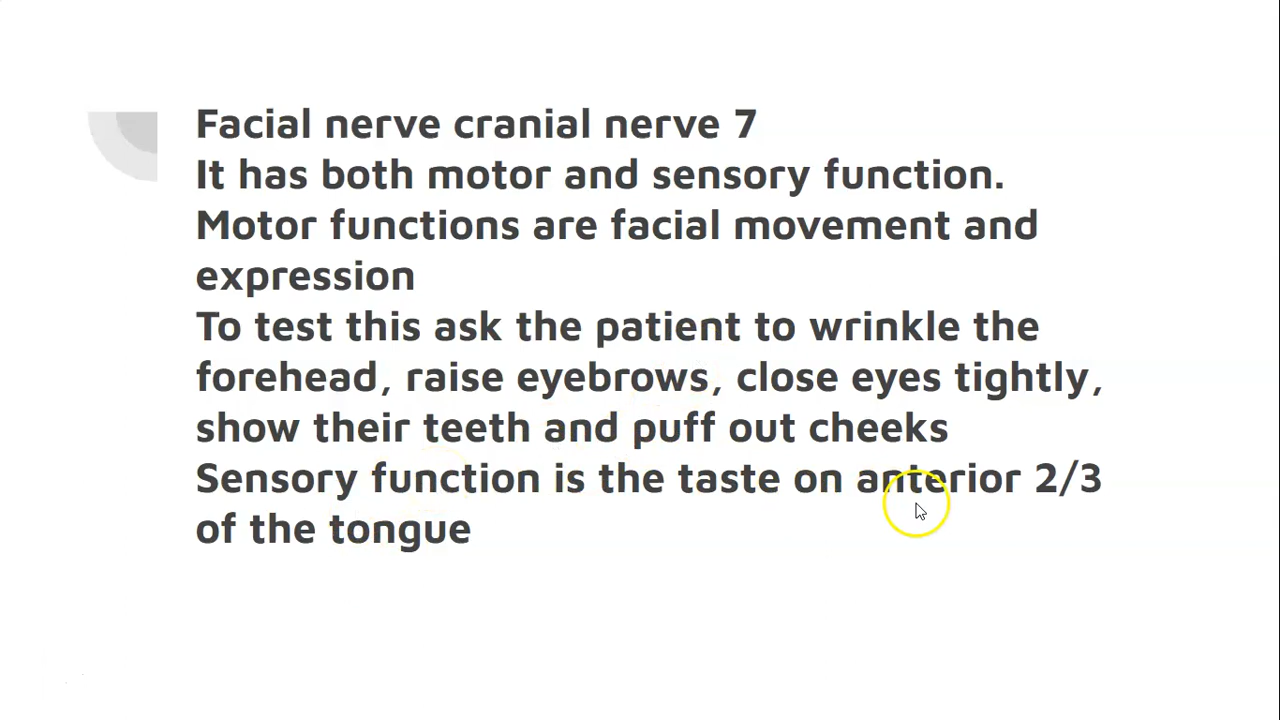 Facial nerve cranial nerve 7
It has both motor and sensory function.
Motor functions are facial movement and
expression
To test this ask the patient to wrinkle the
forehead, raise eyebrows, close eyes tightly,
show their teeth and puff out cheeks
Sensory function is the taste on anterior 2/3
of the tongue